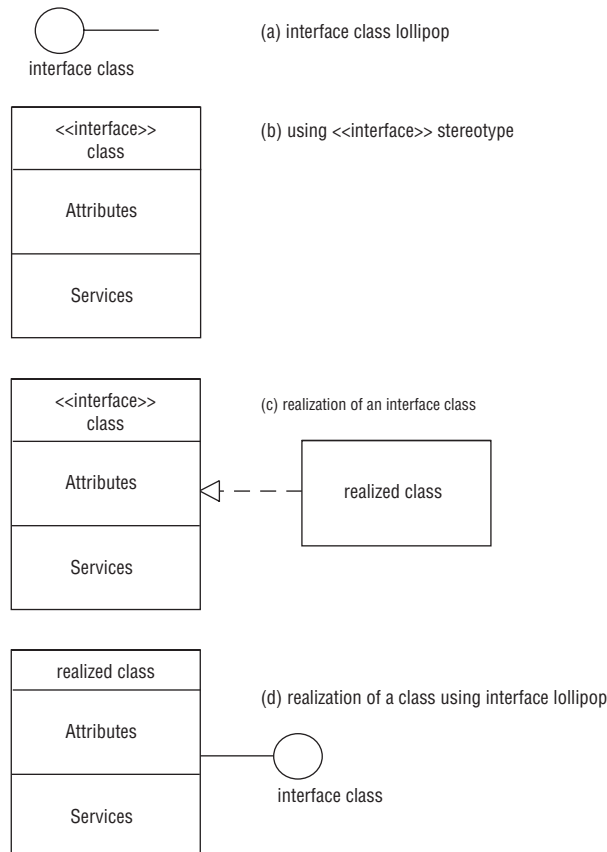 (a) interface class lollipop
interface class
<<interface>>
class
(b) using <<interface>> stereotype
Attributes
Services
<<interface>>
class
(c) realization of an interface class
Attributes
realized class
Services
realized class
(d) realization of a class using interface lollipop
Attributes
interface class
Services